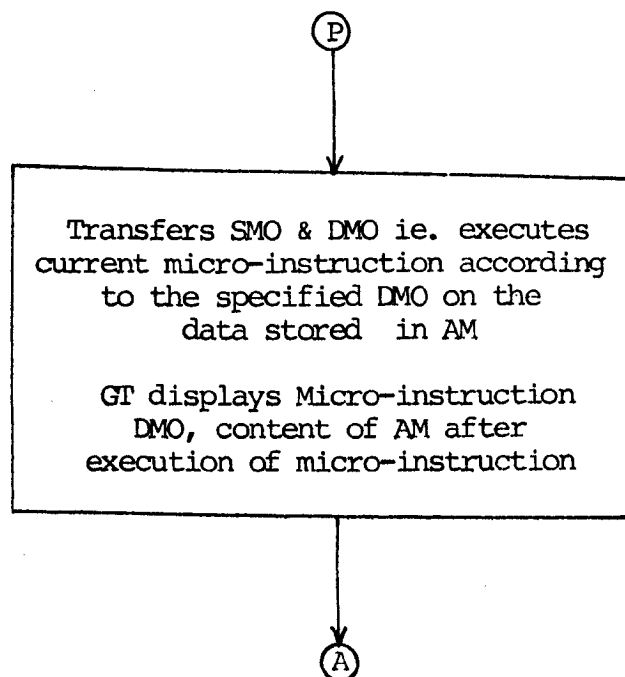 P
Transfers SMO & DMO ie. executes
current micro-instruction according
to the specified DMO on the
data stored in AM
GT displays Micro-instruction
DMO, content of AM after
execution of micro-instruction
A